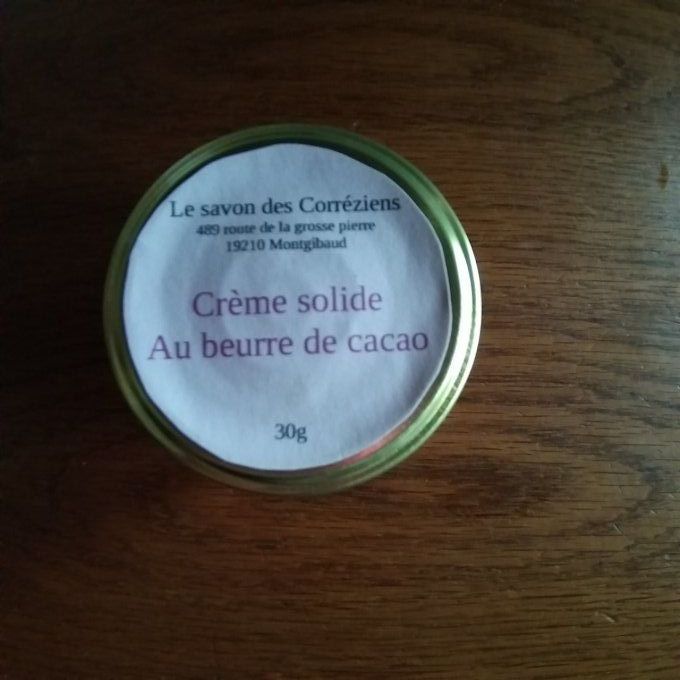 Le savon des Corréziens
489 route de la grosse pierre
19210 Montgibaud
Crème solide
Au beurre de cacao
30g